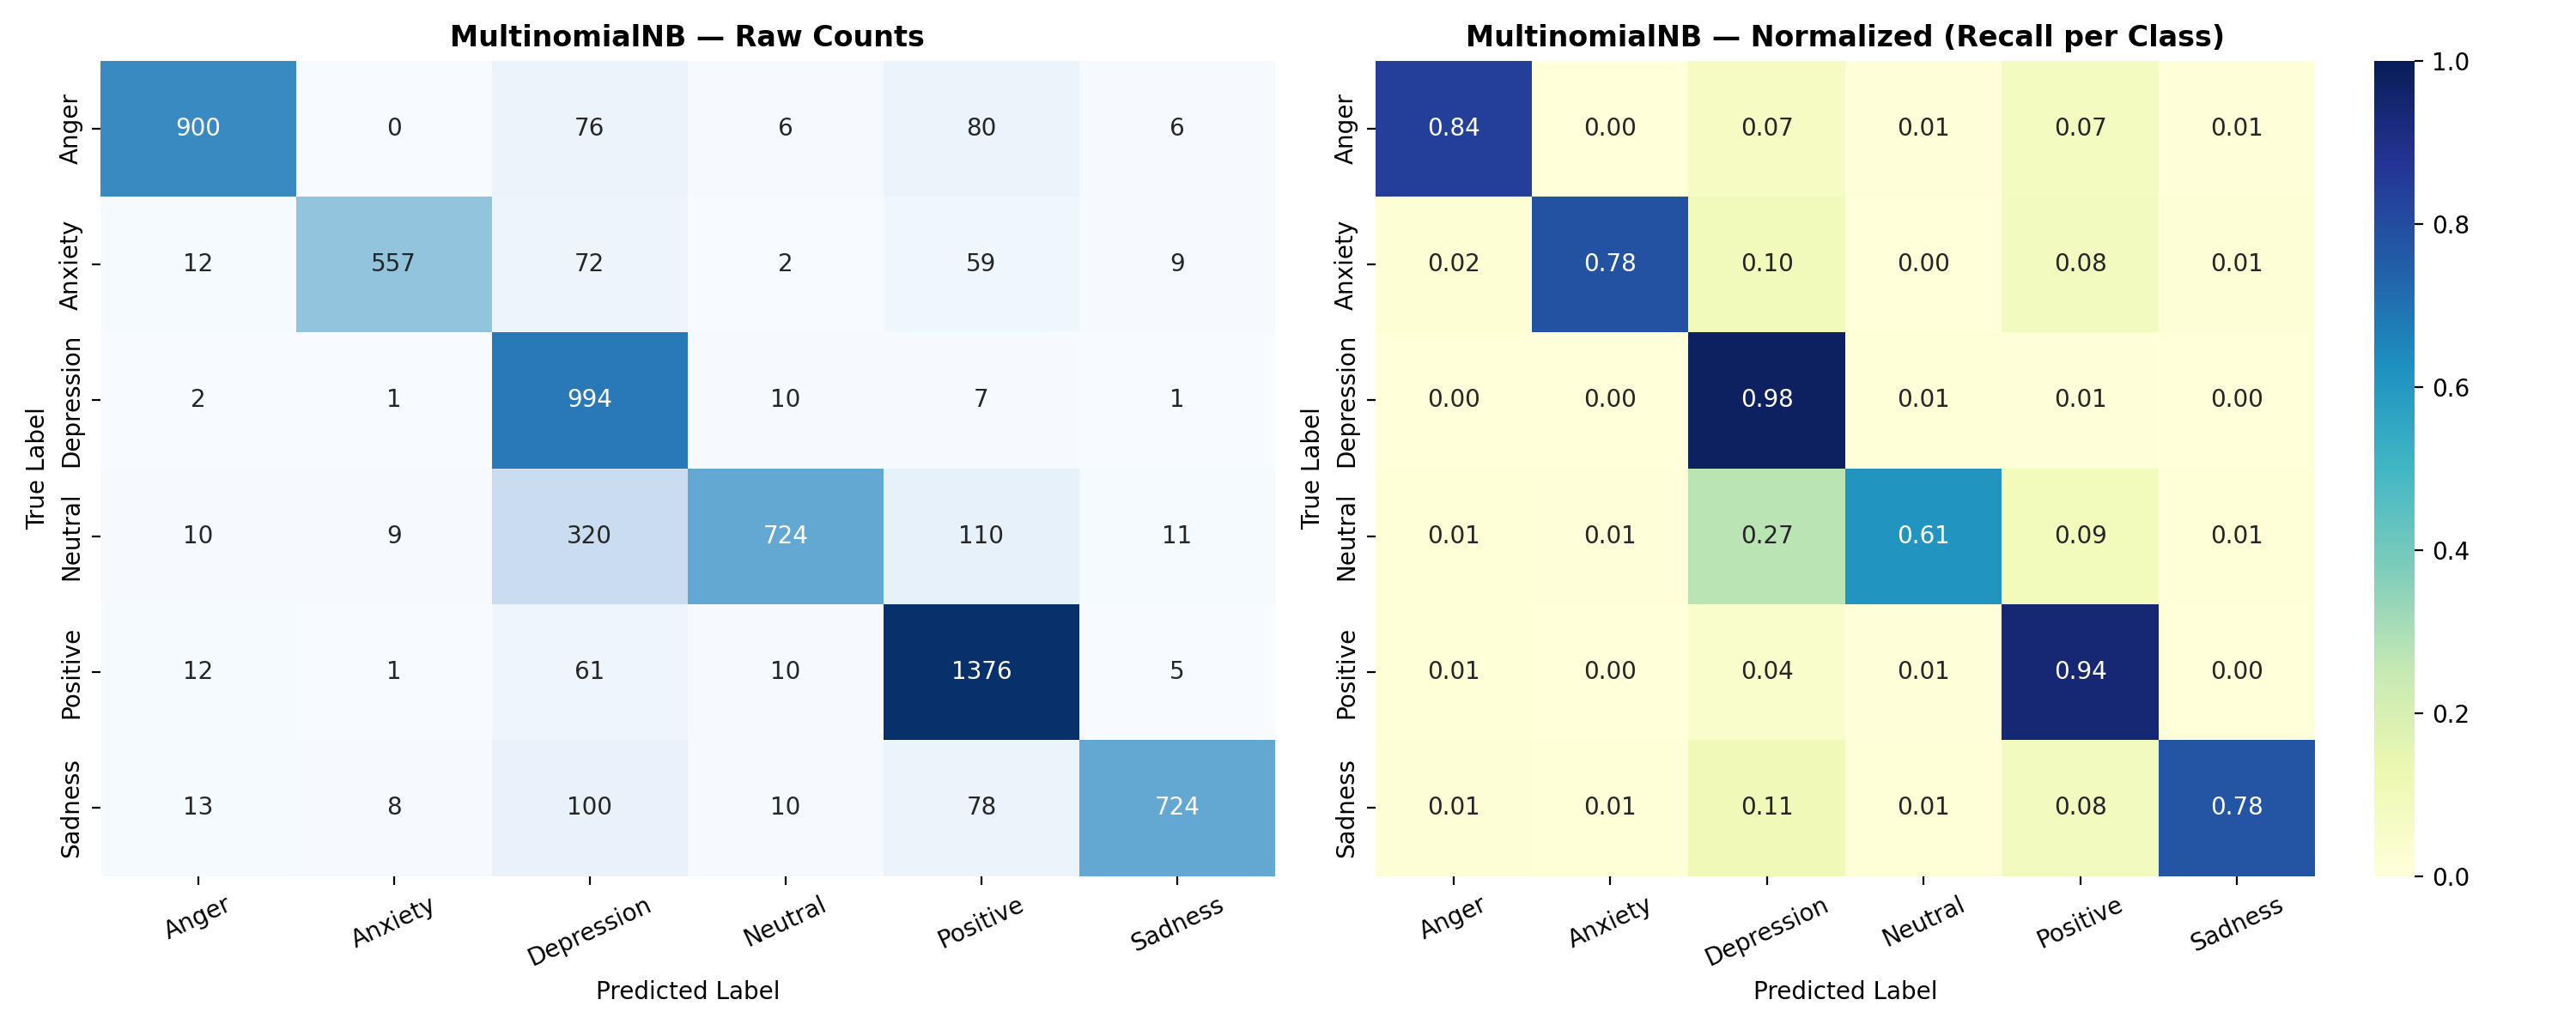 MultinomialNB — Raw Counts
True Label
Anger 900 0 76 6 80 6
Anxiety 12 557 72 2 59 9
Depression 2 1 994 10 7 1
Neutral 10 9 320 724 110 11
Positive 12 1 61 10 1376 5
Sadness 13 8 100 10 78 724
Anger Anxiety Depression Neutral Positive Sadness
Predicted Label
MultinomialNB — Normalized (Recall per Class)
True Label
Anger 0.84 0.00 0.07 0.01 0.07 0.01
Anxiety 0.02 0.78 0.10 0.00 0.08 0.01
Depression 0.00 0.00 0.98 0.01 0.01 0.00
Neutral 0.01 0.01 0.27 0.61 0.09 0.01
Positive 0.01 0.00 0.04 0.01 0.94 0.00
Sadness 0.01 0.01 0.11 0.01 0.08 0.78
Anger Anxiety Depression Neutral Positive Sadness
Predicted Label
1.0
0.8
0.6
0.4
0.2
0.0